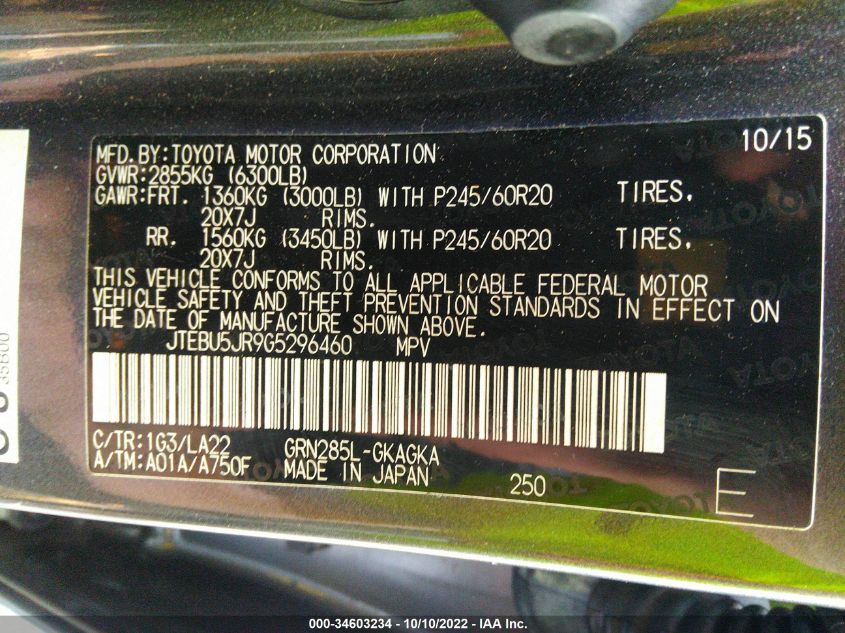 10/15
MFD.BY:TOYOTA MOTOR CORPORATION
GVWR:2855KG (6300LB)
GAWR:FRT. 1360KG (3000LB) WITH P245/60R20 TIRES.
20X7J RIMS.
RR. 1560KG (3450LB) WITH P245/60R20 TIRES.
20X7J RIMS.
THIS VEHICLE CONFORMS TO ALL APPLICABLE FEDERAL MOTOR
VEHICLE SAFETY AND THEFT PREVENTION STANDARDS IN EFFECT ON
THE DATE OF MANUFACTURE SHOWN ABOVE.
JTEBU5JR9G5296460 MPV
C/TR:1G3/LA22 GRN285L-GKAGKA
A/TM:A01A/A750F MADE IN JAPAN 250 E
35B00
000-34603234 - 10/10/2022 - IAA Inc.